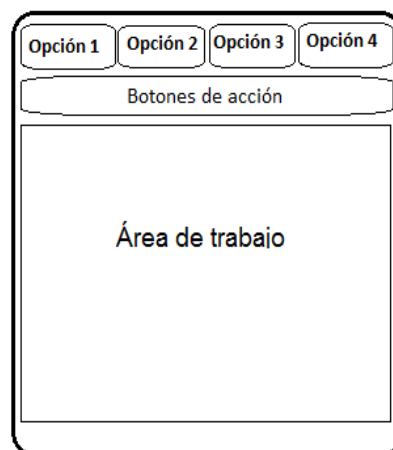 Opción 1 Opción 2 Opción 3 Opción 4
Botones de acción
Área de trabajo